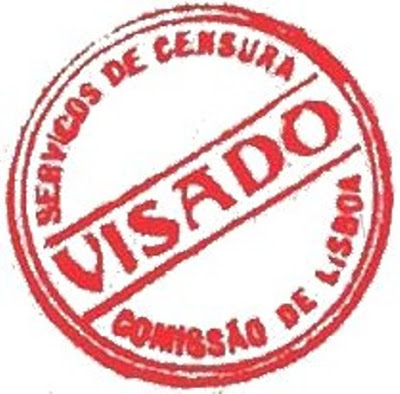 SERVIÇOS DE CENSURA
VISADO
COMISSÃO DE LISBOA